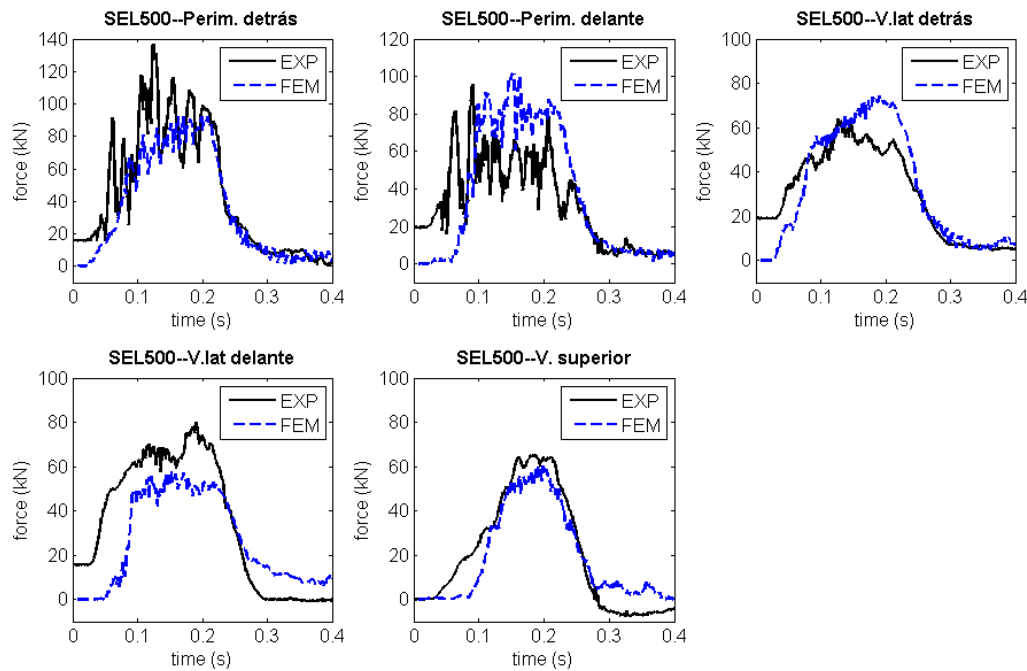 SEL500--Perim. detrás
140
120
100
80
60
40
20
0
force (kN)
EXP
FEM
0 0.1 0.2 0.3 0.4
time (s)
SEL500--Perim. delante
120
100
80
60
40
20
0
force (kN)
EXP
FEM
0 0.1 0.2 0.3 0.4
time (s)
SEL500--V.lat detrás
100
80
60
40
20
0
force (kN)
EXP
FEM
0 0.1 0.2 0.3 0.4
time (s)
SEL500--V.lat delante
100
80
60
40
20
0
force (kN)
EXP
FEM
0 0.1 0.2 0.3 0.4
time (s)
SEL500--V. superior
100
80
60
40
20
0
force (kN)
EXP
FEM
0 0.1 0.2 0.3 0.4
time (s)